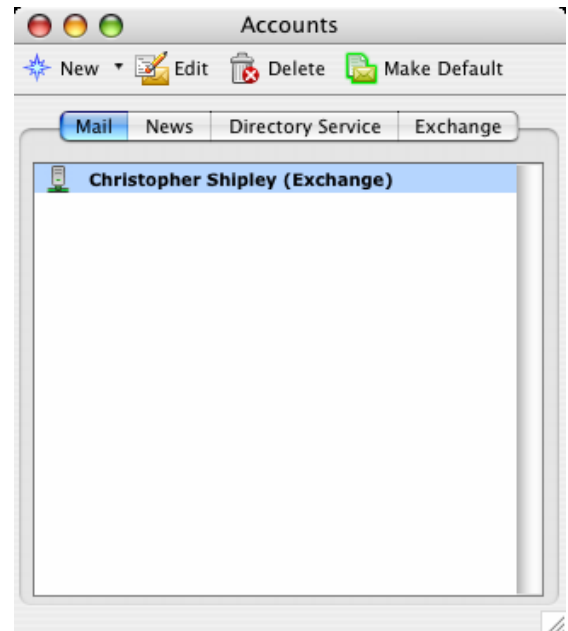 Accounts
New Edit Delete Make Default
Mail News Directory Service Exchange
Christopher Shipley (Exchange)